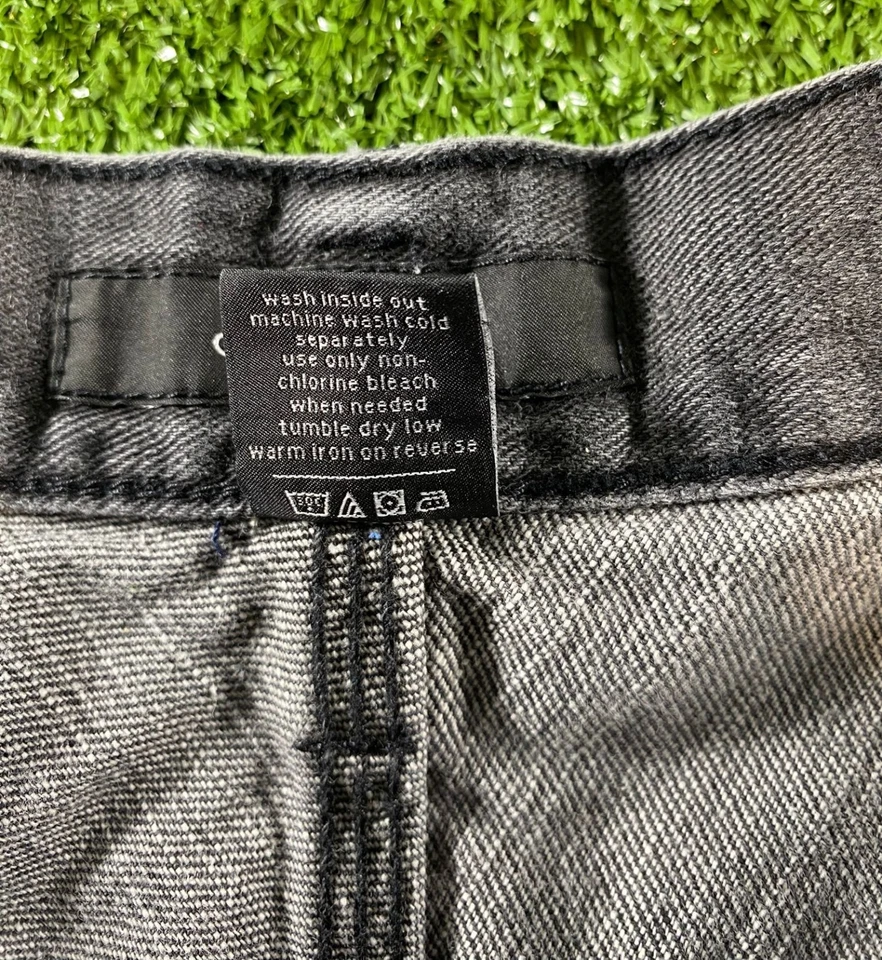 wash inside out
machine wash cold
separately
use only non-
chlorine bleach
when needed
tumble dry low
warm iron on reverse